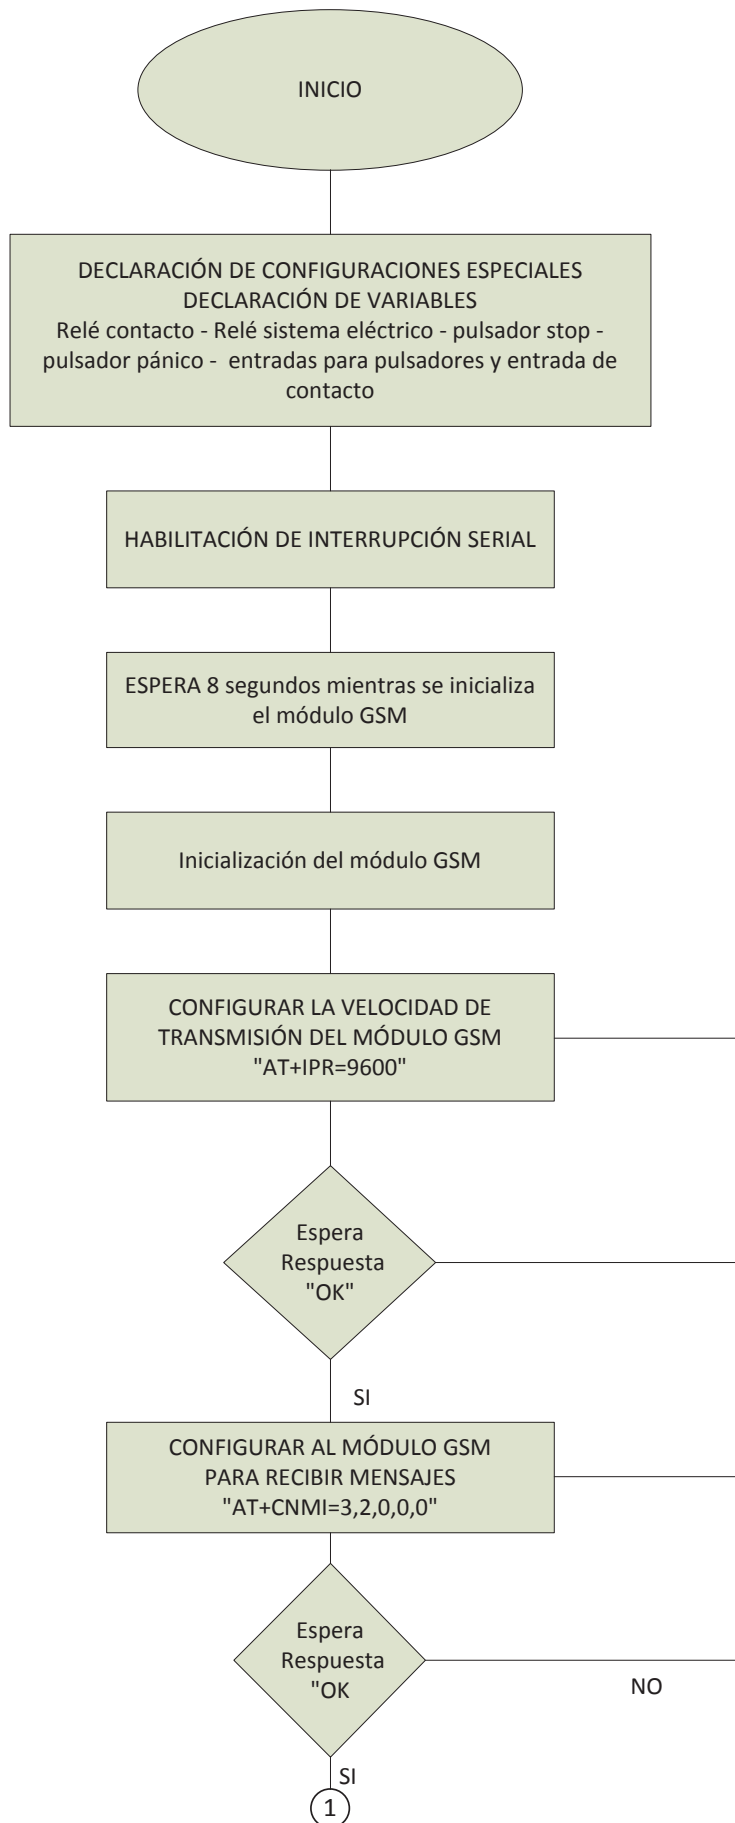 INICIO
DECLARACIÓN DE CONFIGURACIONES ESPECIALES
DECLARACIÓN DE VARIABLES
Relé contacto - Relé sistema eléctrico - pulsador stop -
pulsador pánico - entradas para pulsadores y entrada de
contacto
HABILITACIÓN DE INTERRUPCIÓN SERIAL
ESPERA 8 segundos mientras se inicializa
el módulo GSM
Inicialización del módulo GSM
CONFIGURAR LA VELOCIDAD DE
TRANSMISIÓN DEL MÓDULO GSM
"AT+IPR=9600"
Espera
Respuesta
"OK"
SI
CONFIGURAR AL MÓDULO GSM
PARA RECIBIR MENSAJES
"AT+CNMI=3,2,0,0,0"
Espera
Respuesta
"OK
NO
SI
1